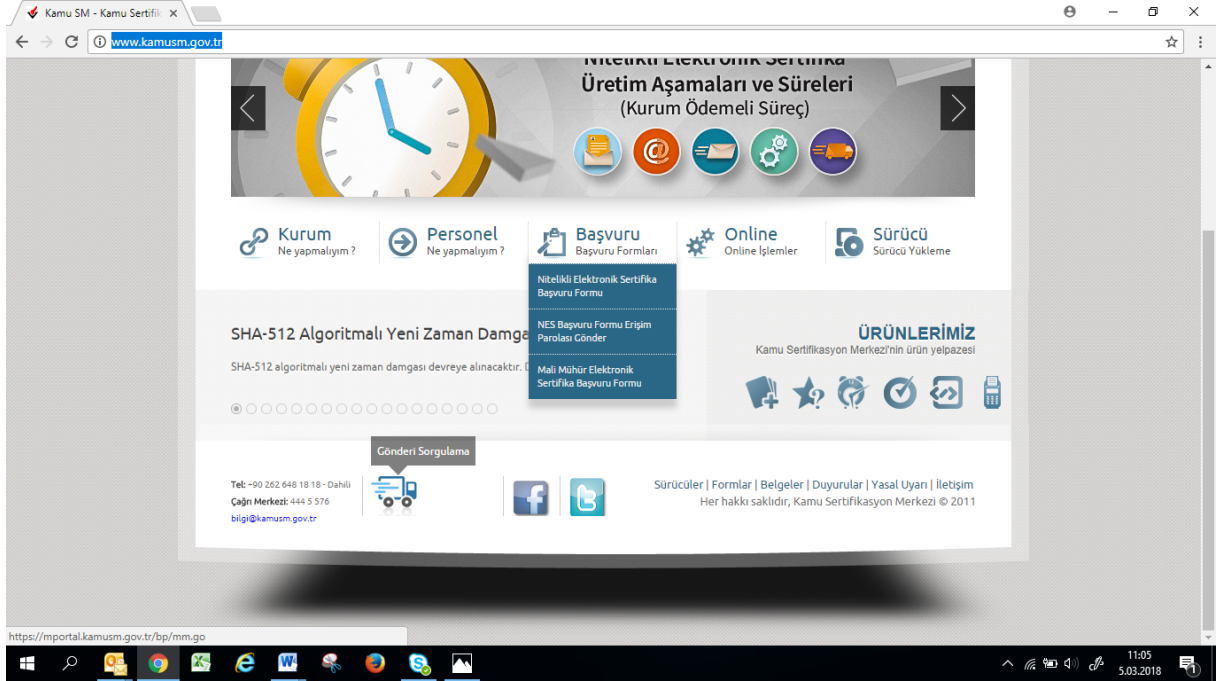 Kamu SM - Kamu Sertifik
www.kamusm.gov.tr
Nitelikli Elektronik Sertifika
Üretim Aşamaları ve Süreleri
(Kurum Ödemeli Süreç)
Kurum
Ne yapmalıyım ?
Personel
Ne yapmalıyım ?
Başvuru
Başvuru Formları
Online
Online İşlemler
Sürücü
Sürücü Yükleme
Nitelikli Elektronik Sertifika
Başvuru Formu
NES Başvuru Formu Erişim
Parolası Gönder
Mali Mühür Elektronik
Sertifika Başvuru Formu
SHA-512 Algoritmalı Yeni Zaman Damga
SHA-512 algoritmalı yeni zaman damgası devreye alınacaktır.
ÜRÜNLERİMİZ
Kamu Sertifikasyon Merkezi'nin ürün yelpazesi
Gönderi Sorgulama
Tel: -90 262 648 18 18 - Dahili
Çağrı Merkezi: 444 5 576
bilgi@kamusm.gov.tr
Sürücüler | Formlar | Belgeler | Duyurular | Yasal Uyarı | İletişim
Her hakkı saklıdır, Kamu Sertifikasyon Merkezi © 2011
https://mportal.kamusm.gov.tr/bp/mm.go
11:05
5.03.2018